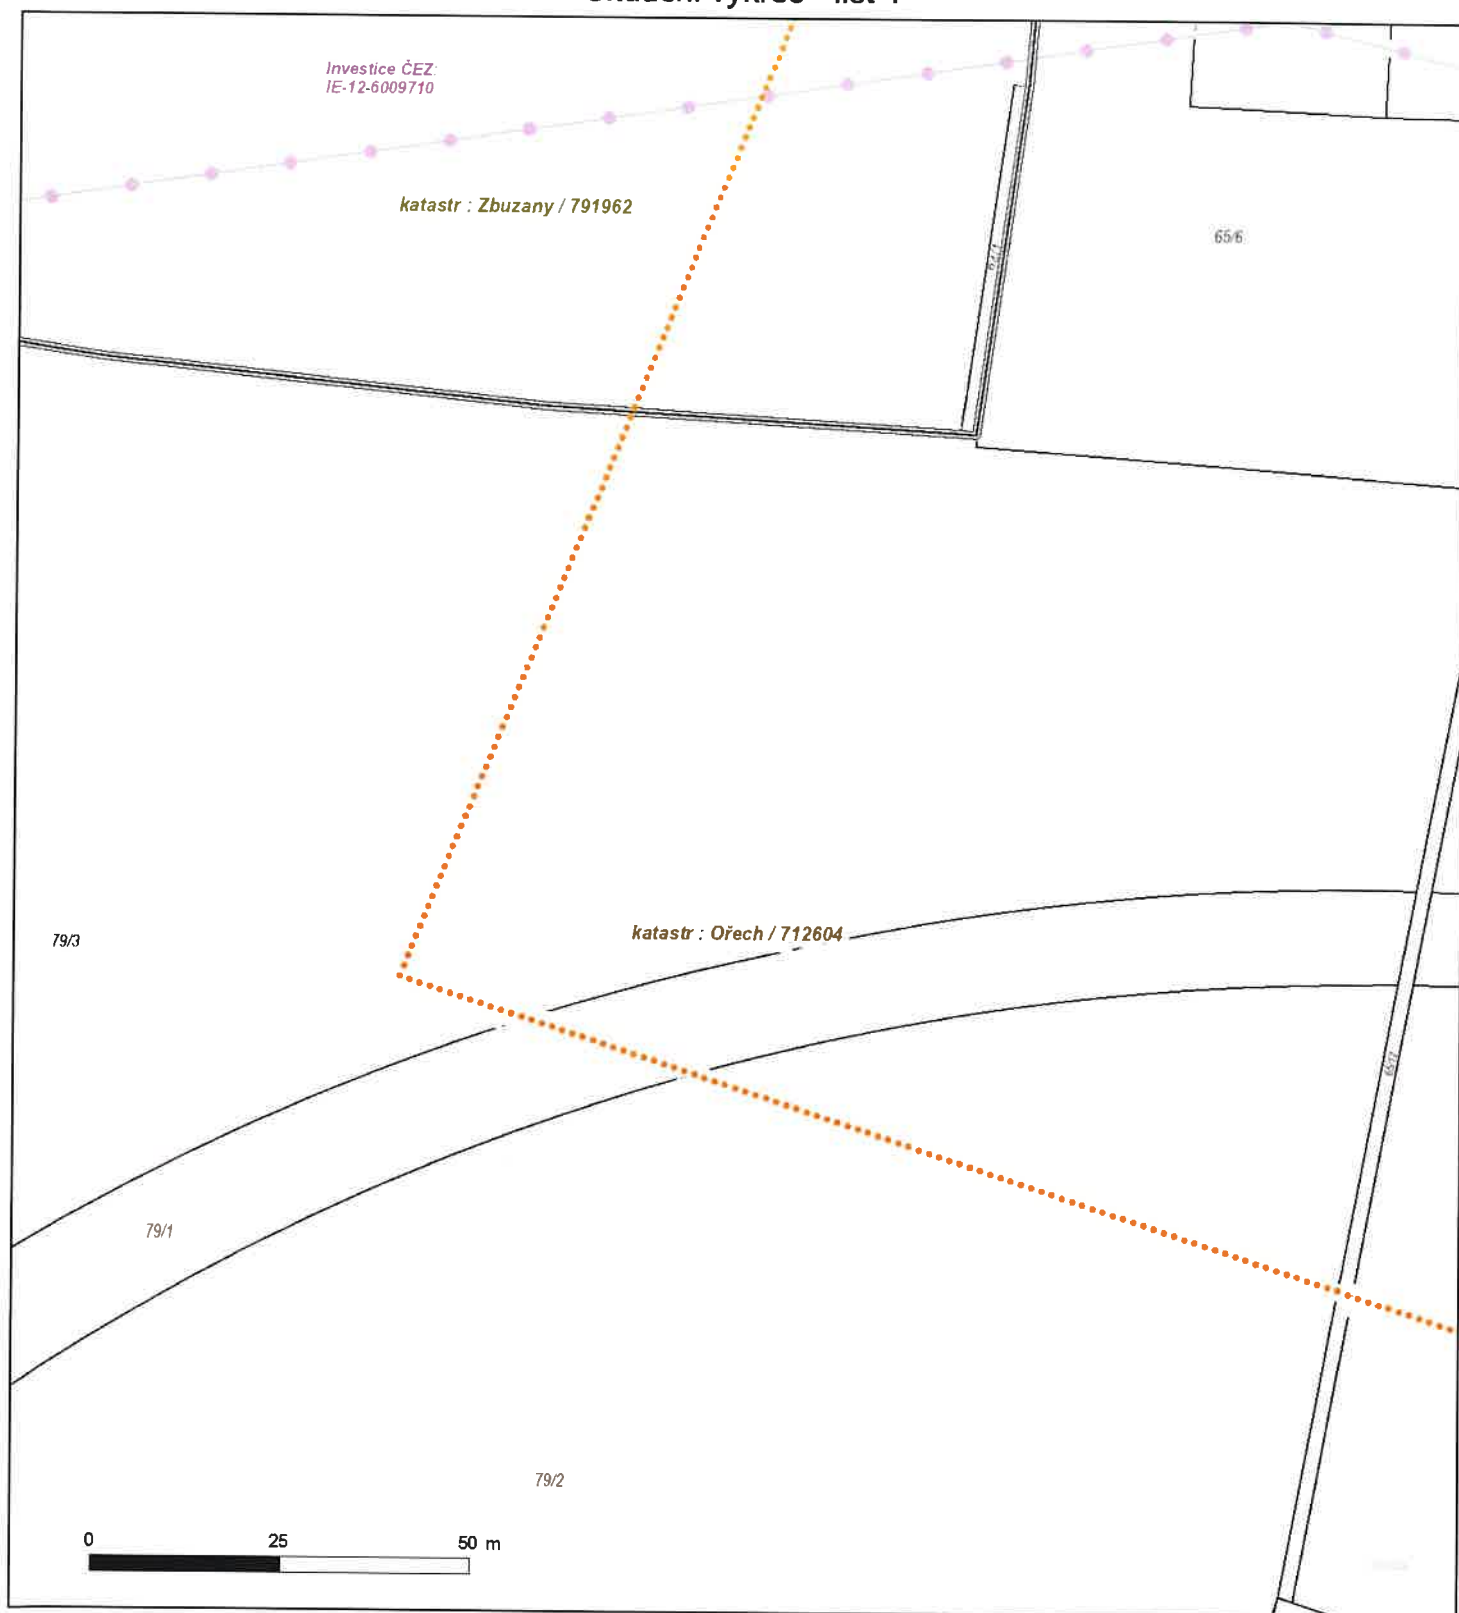 Investice ČEZ:
IE-12-6009710
katastr : Zbuzany / 791962
65/6
79/3
katastr : Ořech / 712604
79/1
79/2
0 25 50 m